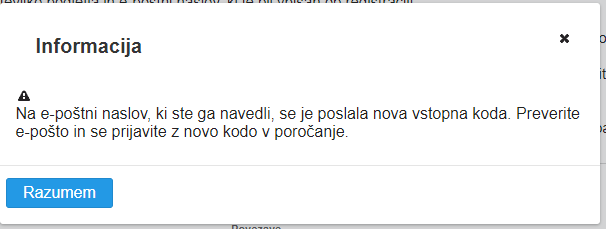 Informacija
Na e-poštni naslov, ki ste ga navedli, se je poslala nova vstopna koda. Preverite
e-pošto in se prijavite z novo kodo v poročanje.
Razumem